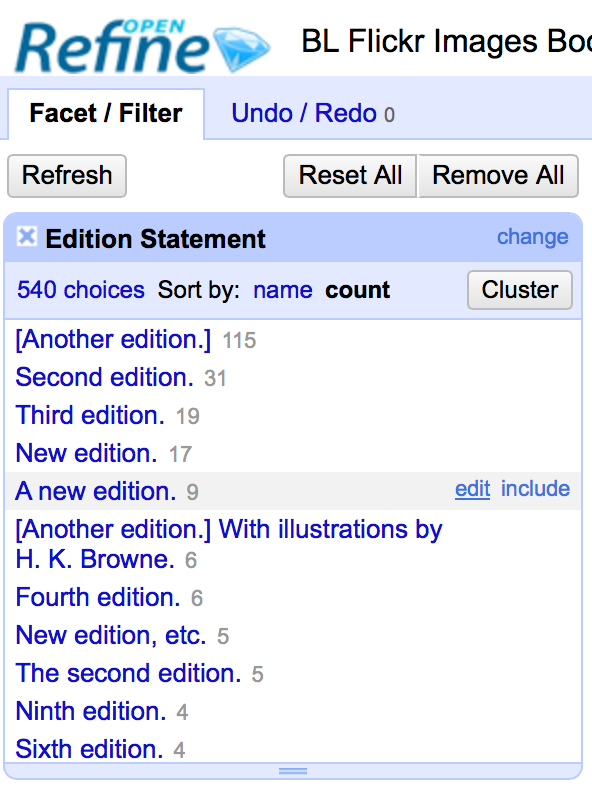 OPEN
Refine BL Flickr Images
Facet / Filter Undo / Redo 0
Refresh Reset All Remove All
Edition Statement change
540 choices Sort by: name count Cluster
[Another edition.] 115
Second edition. 31
Third edition. 19
New edition. 17
A new edition. 9 edit include
[Another edition.] With illustrations by
H. K. Browne. 6
Fourth edition. 6
New edition, etc. 5
The second edition. 5
Ninth edition. 4
Sixth edition. 4